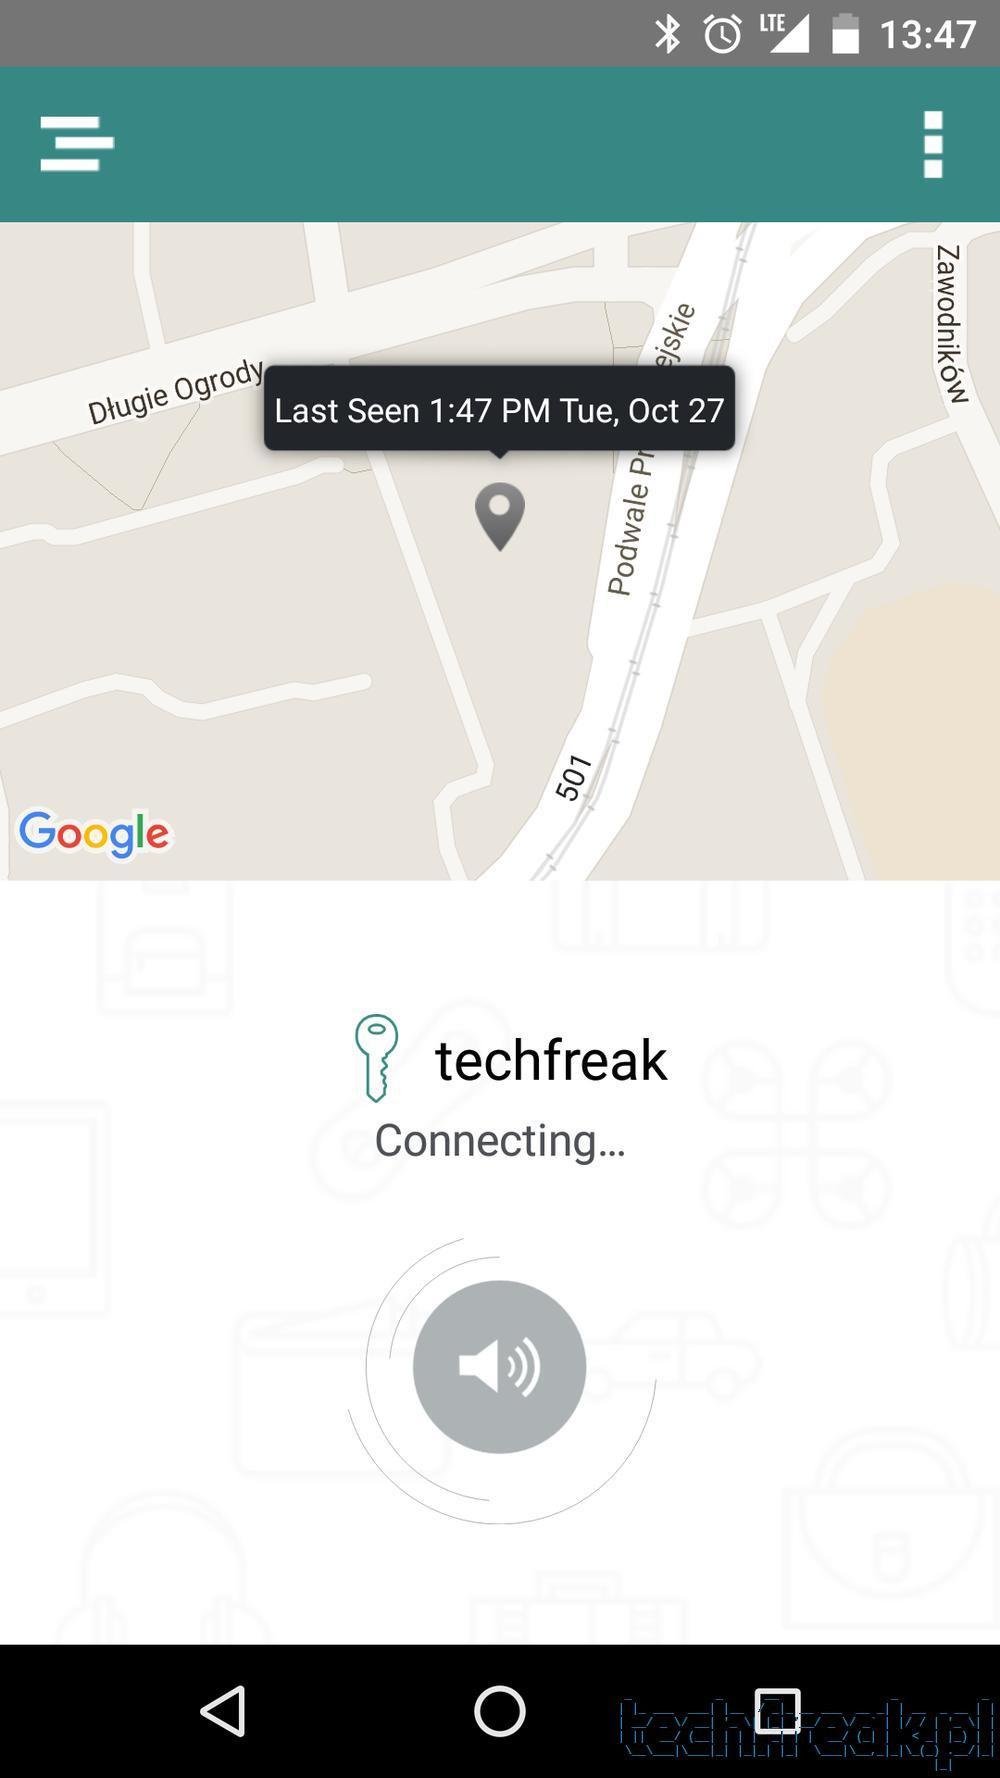 LTE 13:47
Zawodników
ejskie
Długie Ogrody
Last Seen 1:47 PM Tue, Oct 27
Podwale Pr
501
Google
techfreak
Connecting...
techfreak.pl